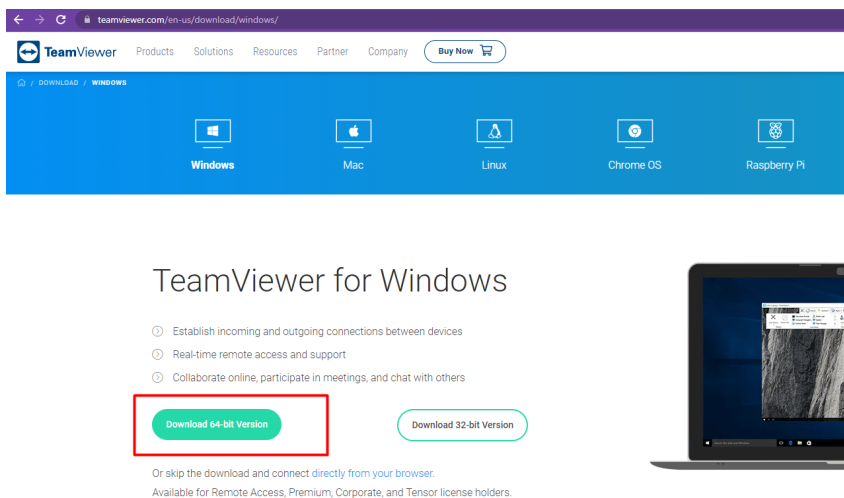 teamviewer.com/en-us/download/windows/
TeamViewer Products Solutions Resources Partner Company Buy Now
/ DOWNLOAD / WINDOWS
Windows Mac Linux Chrome OS Raspberry Pi
TeamViewer for Windows
Establish incoming and outgoing connections between devices
Real-time remote access and support
Collaborate online, participate in meetings, and chat with others
Download 64-bit Version Download 32-bit Version
Or skip the download and connect directly from your browser.
Available for Remote Access, Premium, Corporate, and Tensor license holders.